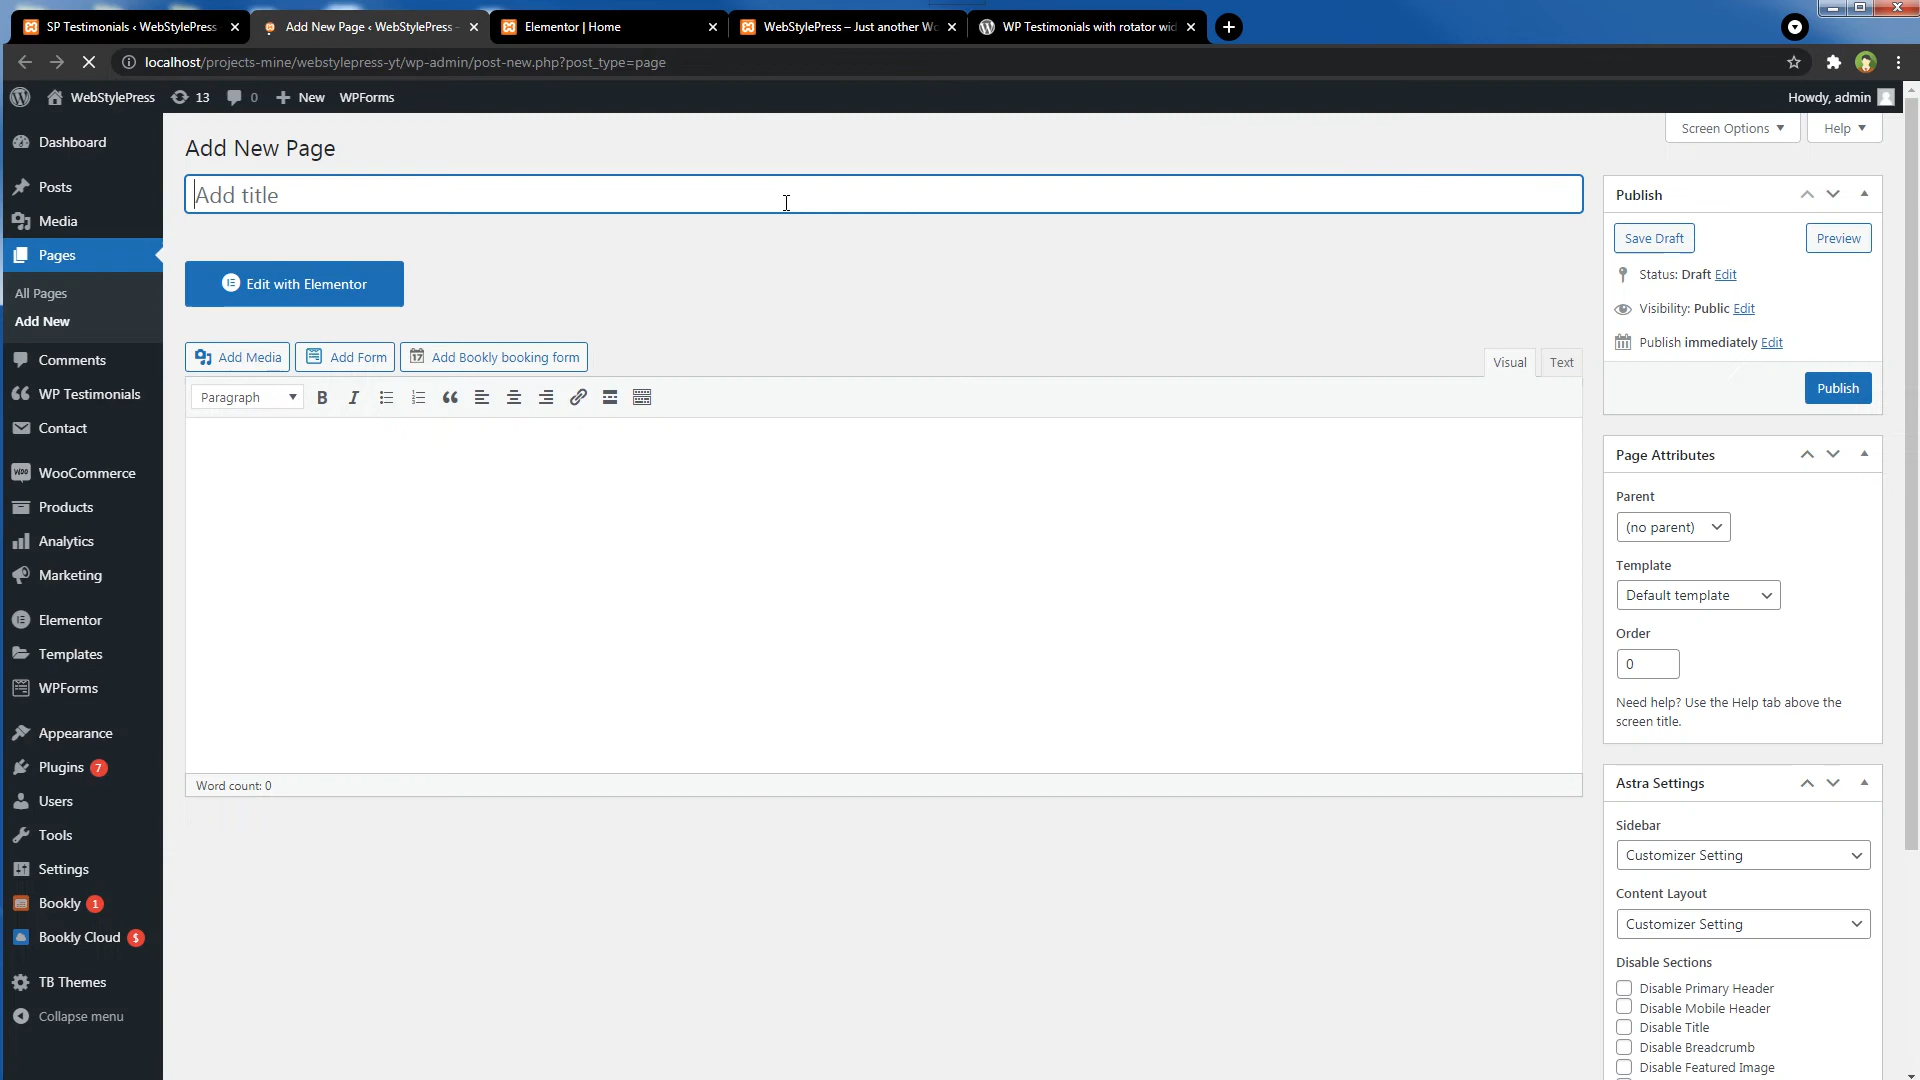 SP Testimonials ‹ WebStylePress
Add New Page ‹ WebStylePress -
Elementor | Home
WebStylePress – Just another Wo
WP Testimonials with rotator wid
localhost/projects-mine/webstylepress-yt/wp-admin/post-new.php?post_type=page
WebStylePress 13 0 New WPForms
Howdy, admin
Dashboard
Posts
Media
Pages
All Pages
Add New
Comments
WP Testimonials
Contact
WooCommerce
Products
Analytics
Marketing
Elementor
Templates
WPForms
Appearance
Plugins 7
Users
Tools
Settings
Bookly 1
Bookly Cloud $
TB Themes
Collapse menu
Screen Options
Help
Add New Page
Add title
Edit with Elementor
Add Media
Add Form
17 Add Bookly booking form
Visual
Text
Paragraph
B I
Word count: 0
Publish
Save Draft
Preview
Status: Draft Edit
Visibility: Public Edit
Publish immediately Edit
Publish
Page Attributes
Parent
(no parent)
Template
Default template
Order
0
Need help? Use the Help tab above the
screen title.
Astra Settings
Sidebar
Customizer Setting
Content Layout
Customizer Setting
Disable Sections
Disable Primary Header
Disable Mobile Header
Disable Title
Disable Breadcrumb
Disable Featured Image